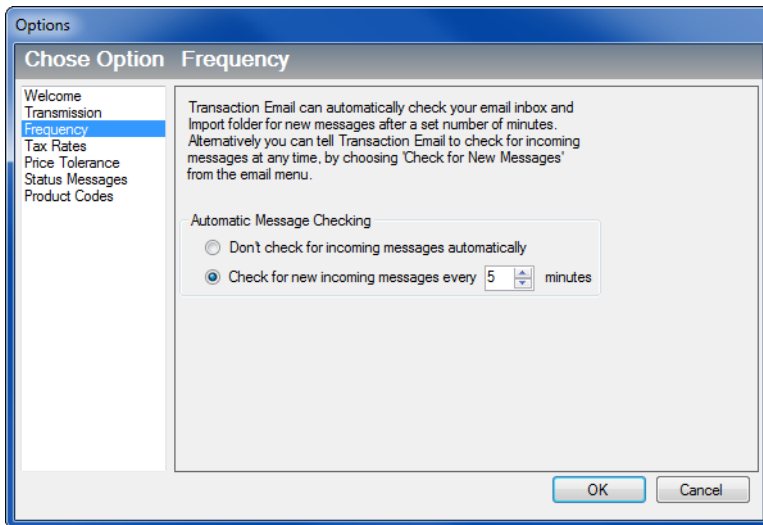 Options
Chose Option Frequency
Welcome
Transmission
Frequency
Tax Rates
Price Tolerance
Status Messages
Product Codes
Transaction Email can automatically check your email inbox and
Import folder for new messages after a set number of minutes.
Alternatively you can tell Transaction Email to check for incoming
messages at any time, by choosing 'Check for New Messages'
from the email menu.
Automatic Message Checking
Don't check for incoming messages automatically
Check for new incoming messages every 5 minutes
OK Cancel